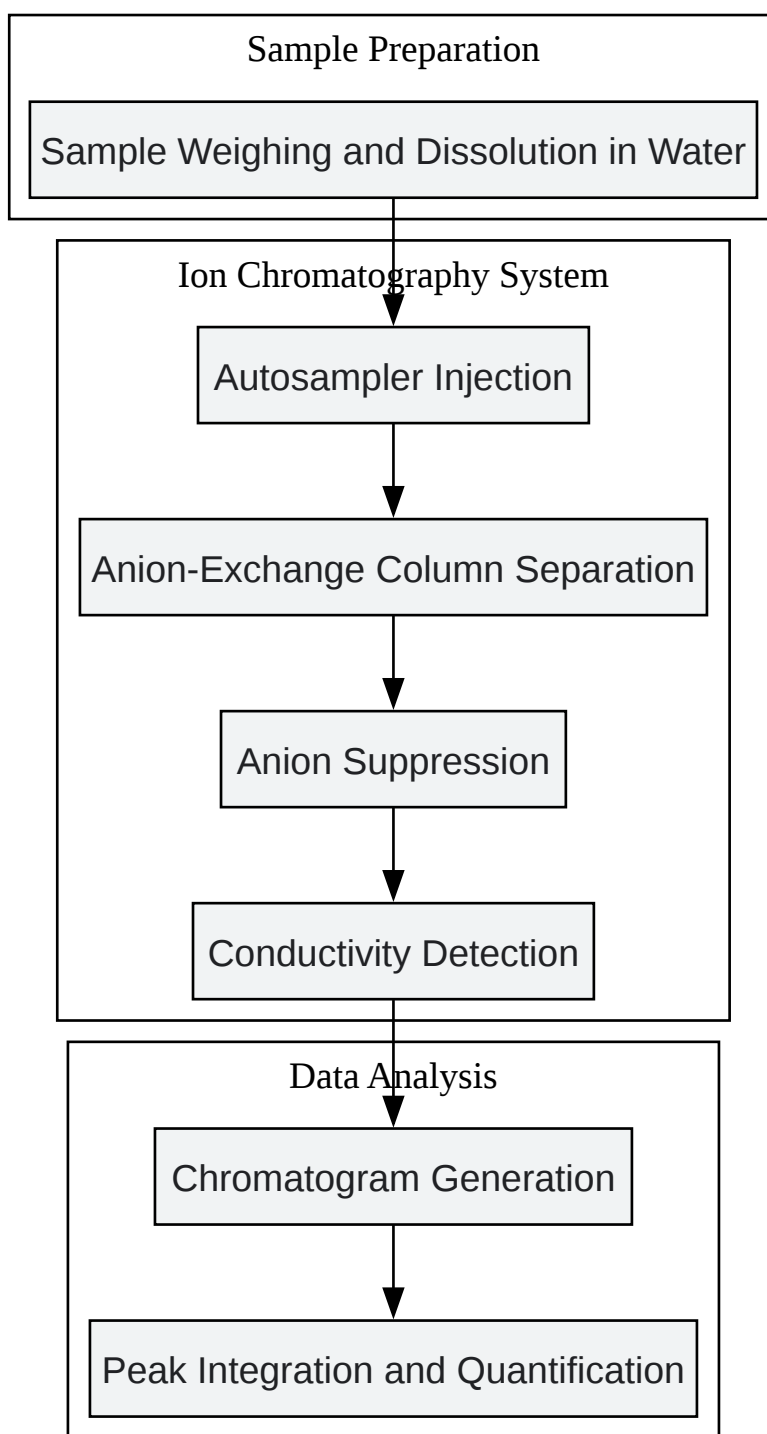 Sample Preparation
Sample Weighing and Dissolution in Water
Ion Chromatography System
Autosampler Injection
Anion-Exchange Column Separation
Anion Suppression
Conductivity Detection
Data Analysis
Chromatogram Generation
Peak Integration and Quantification